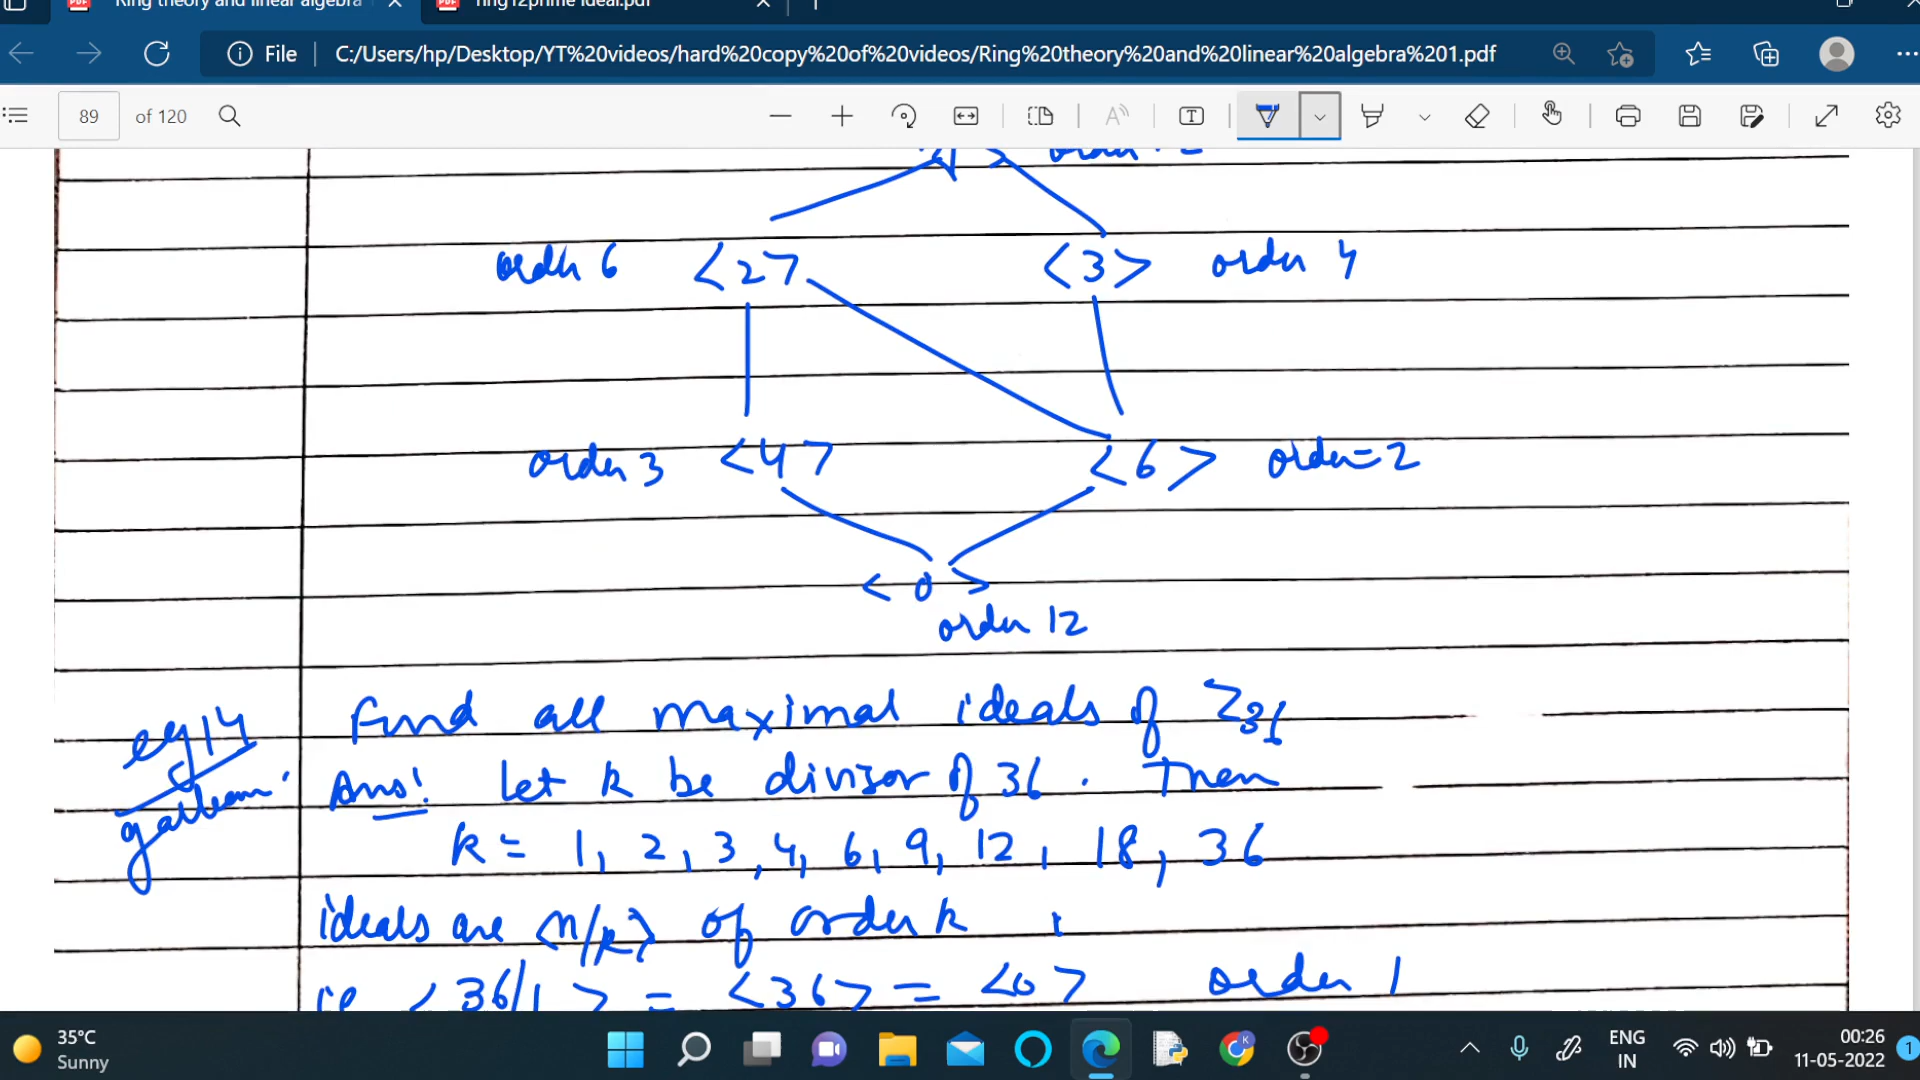 Ring theory and linear algebra
ring12prime ideal.pdf
File
C:/Users/hp/Desktop/YT%20videos/hard%20copy%20of%20videos/Ring%20theory%20and%20linear%20algebra%201.pdf
89 of 120
order 6 <2> <3> order 4
order 3 <4> <6> order=2
<0>
order 12
eg 14 Find all maximal ideals of Z36
gallean Ans! Let k be divisor of 36. Then
k = 1, 2, 3, 4, 6, 9, 12, 18, 36
ideals are <n/k> of order k
ie <36/1> = <36> = <0> order 1
35°C
Sunny
ENG
IN
00:26
11-05-2022
1